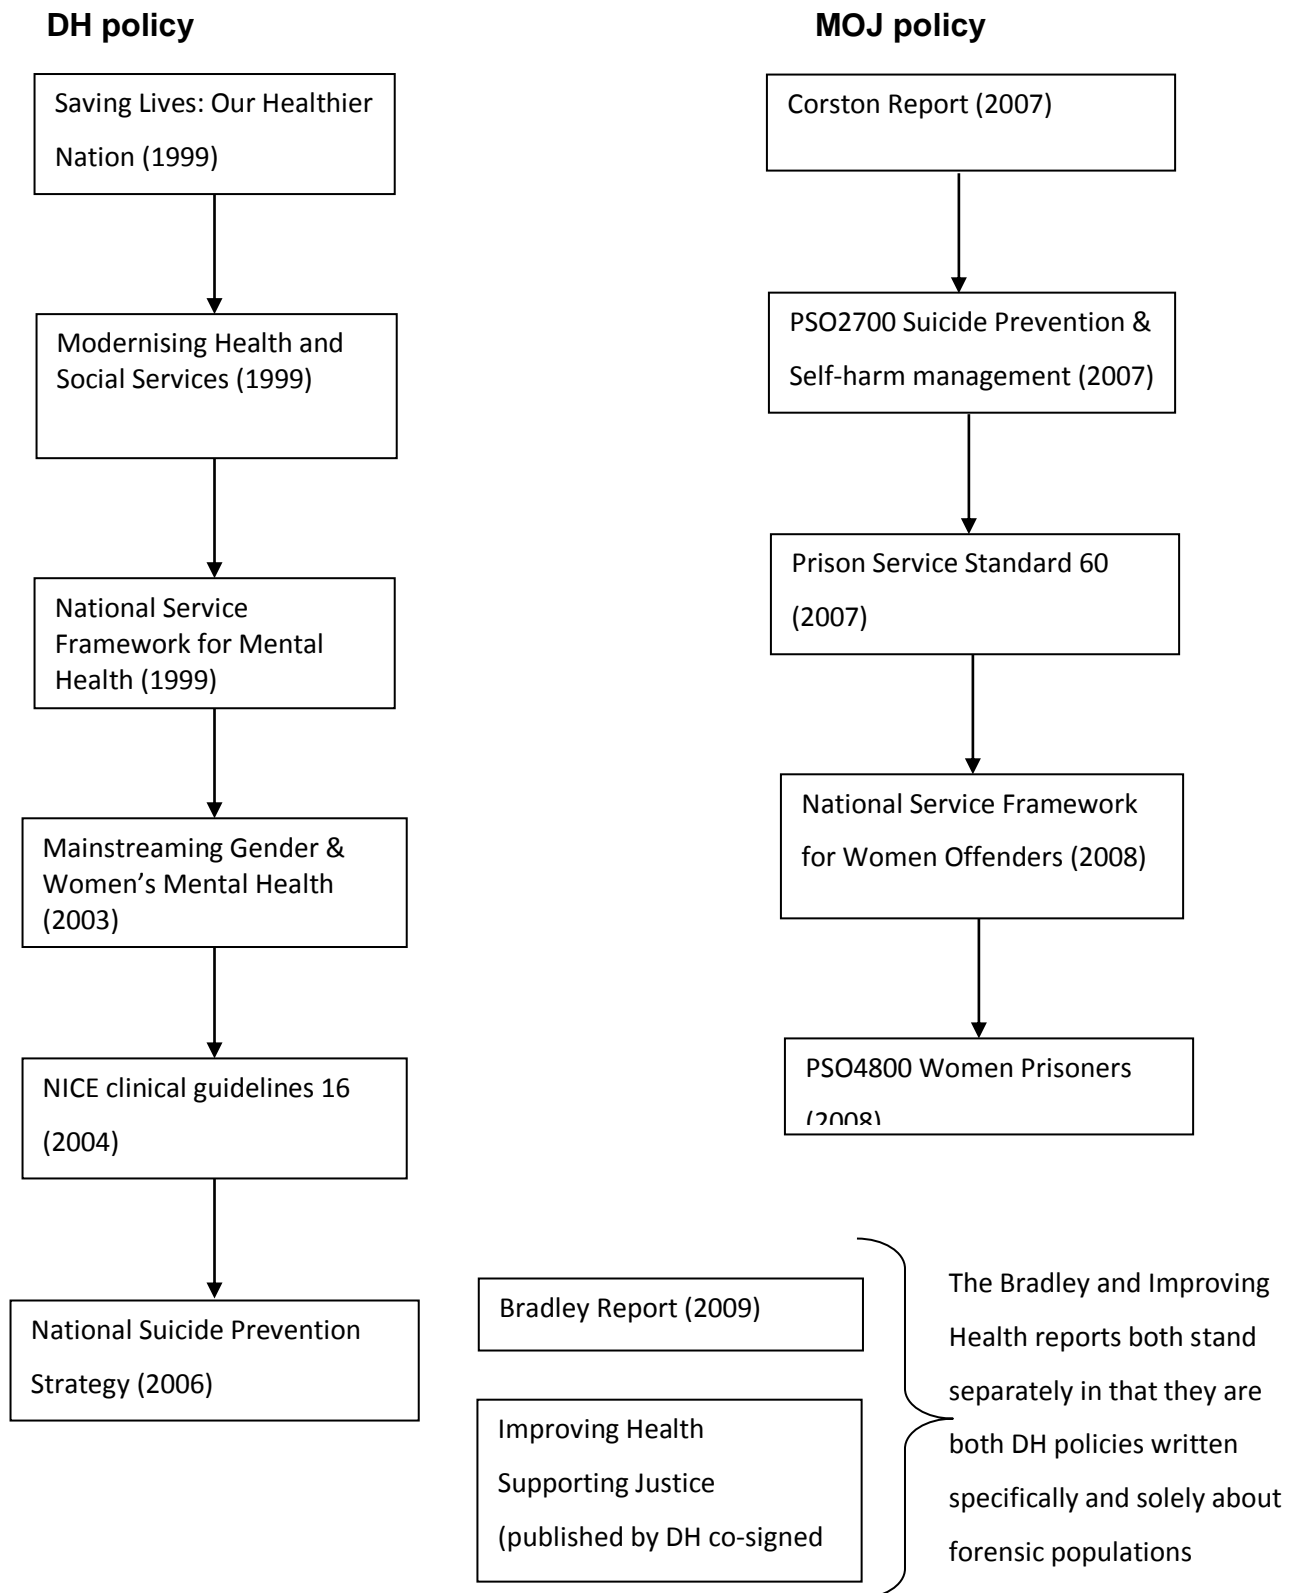 DH policy
MOJ policy
Saving Lives: Our Healthier
Nation (1999)
Modernising Health and
Social Services (1999)
National Service
Framework for Mental
Health (1999)
Mainstreaming Gender &
Women’s Mental Health
(2003)
NICE clinical guidelines 16
(2004)
National Suicide Prevention
Strategy (2006)
Corston Report (2007)
PSO2700 Suicide Prevention &
Self-harm management (2007)
Prison Service Standard 60
(2007)
National Service Framework
for Women Offenders (2008)
PSO4800 Women Prisoners
(2008)
Bradley Report (2009)
Improving Health
Supporting Justice
(published by DH co-signed
The Bradley and Improving
Health reports both stand
separately in that they are
both DH policies written
specifically and solely about
forensic populations